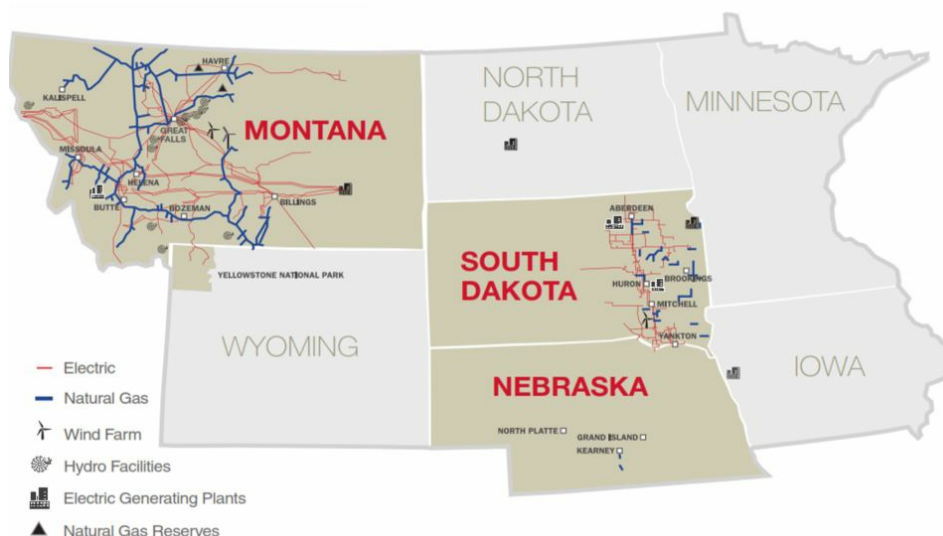 HAVRE
KALISPELL
GREAT
FALLS
MONTANA
MISSOULA
HELENA
BUTTE
BOZEMAN
BILLINGS
NORTH
DAKOTA
MINNESOTA
ABERDEEN
SOUTH
DAKOTA
BROOKINGS
HURON
MITCHELL
YANKTON
YELLOWSTONE NATIONAL PARK
WYOMING
IOWA
NEBRASKA
NORTH PLATTE
GRAND ISLAND
KEARNEY
Electric
Natural Gas
Wind Farm
Hydro Facilities
Electric Generating Plants
Natural Gas Reserves